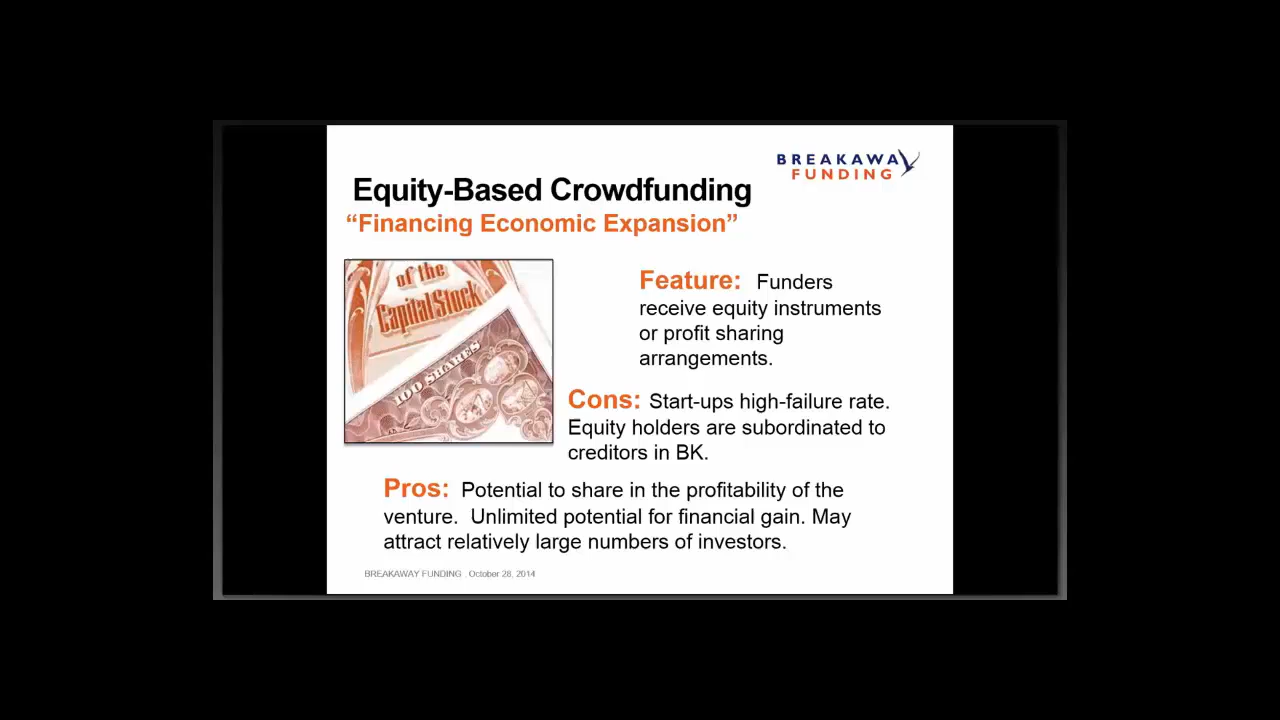 BREAKAWAY
FUNDING
Equity-Based Crowdfunding
“Financing Economic Expansion”
of the
Capital Stock
100 SHARES
Feature: Funders
receive equity instruments
or profit sharing
arrangements.
Cons: Start-ups high-failure rate.
Equity holders are subordinated to
creditors in BK.
Pros: Potential to share in the profitability of the
venture. Unlimited potential for financial gain. May
attract relatively large numbers of investors.
BREAKAWAY FUNDING . October 28, 2014